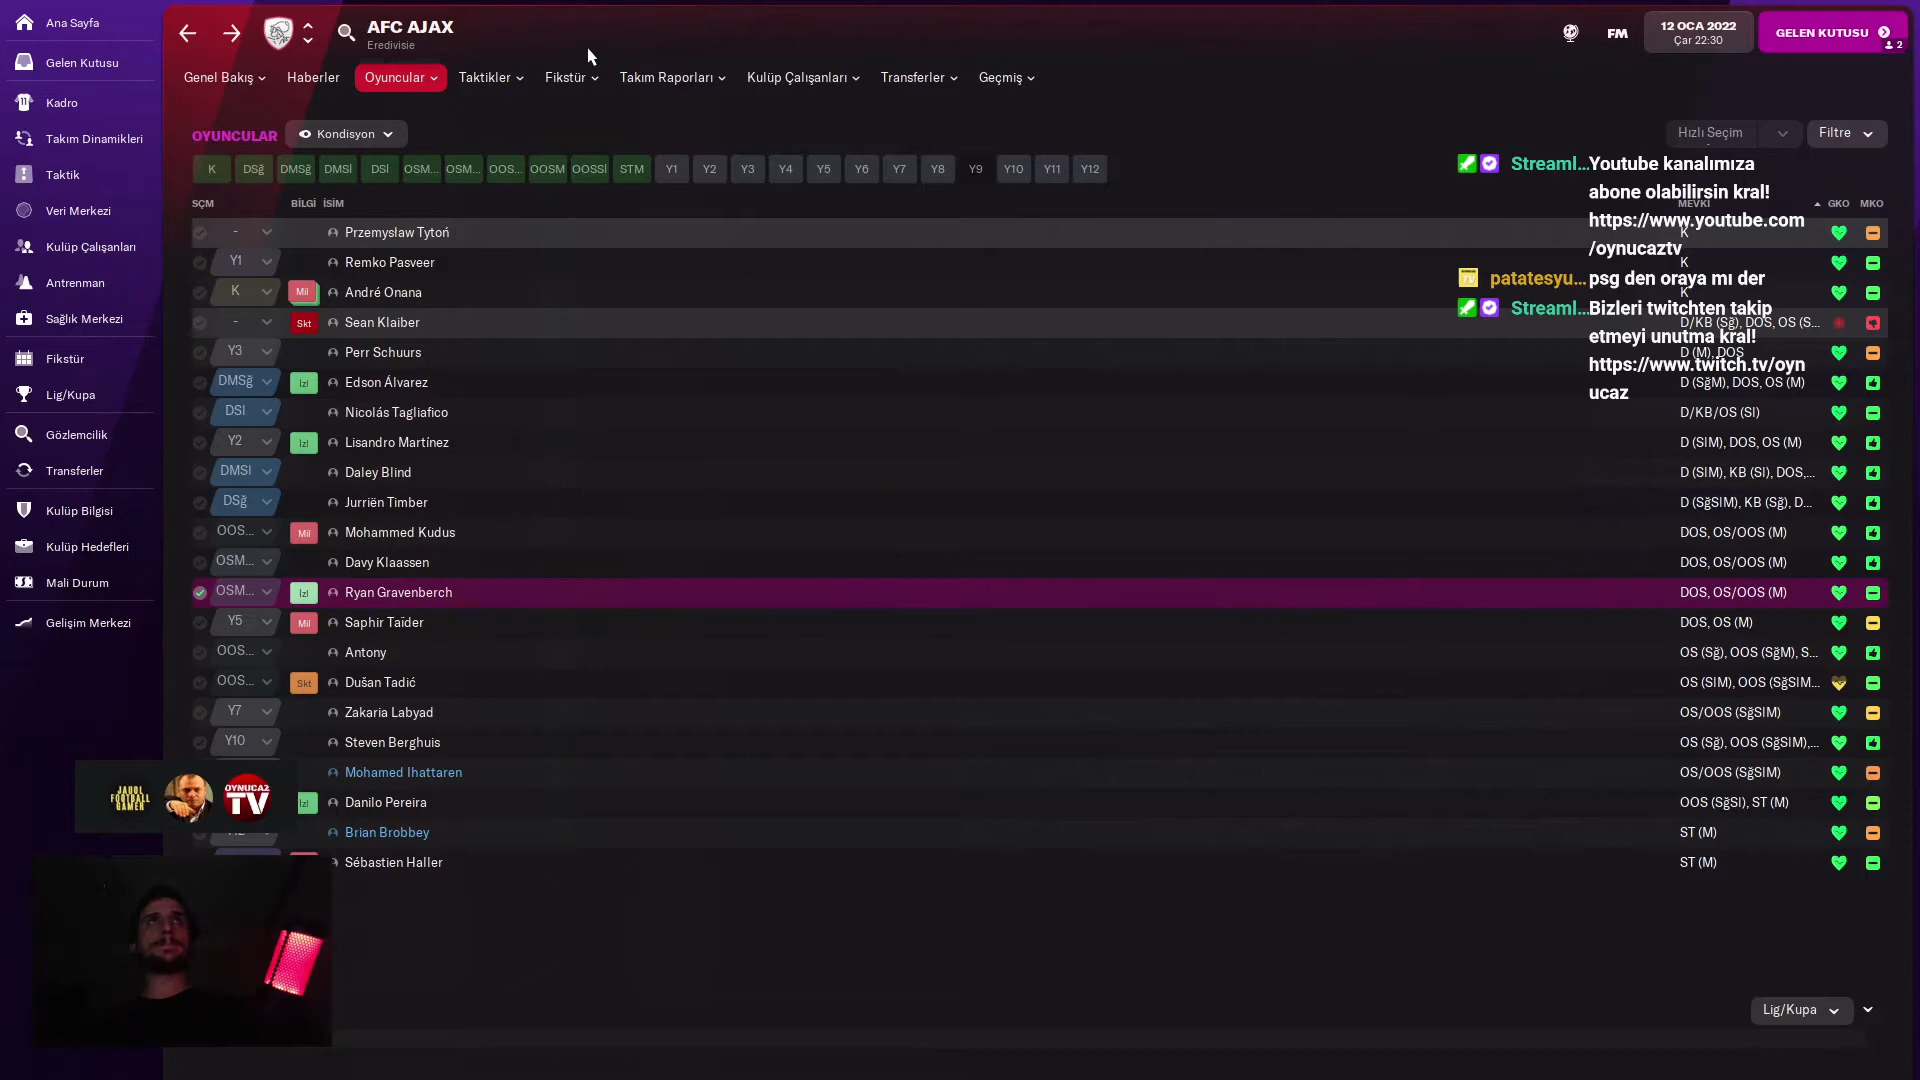 Ana Sayfa
Gelen Kutusu
Kadro
Takım Dinamikleri
Taktik
Veri Merkezi
Kulüp Çalışanları
Antrenman
Sağlık Merkezi
Fikstür
Lig/Kupa
Gözlemcilik
Transferler
Kulüp Bilgisi
Kulüp Hedefleri
Mali Durum
Gelişim Merkezi
AFC AJAX
Eredivisie
FM
12 OCA 2022
Çar 22:30
GELEN KUTUSU
2
Genel Bakış Haberler Oyuncular Taktikler Fikstür Takım Raporları Kulüp Çalışanları Transferler Geçmiş
OYUNCULAR Kondisyon
Hızlı Seçim Filtre
K DSğ DMSğ DMSl DSl OSM... OSM... OOS... OOSM OOSSl STM Y1 Y2 Y3 Y4 Y5 Y6 Y7 Y8 Y9 Y10 Y11 Y12
SÇM BİLGİ İSİM MEVKİ GKO MKO
- Przemysław Tytoń K
Y1 Remko Pasveer K
K Mil André Onana K
- Skt Sean Klaiber D/KB (Sğ), DOS, OS (S...
Y3 Perr Schuurs D (M), DOS
DMSğ İzl Edson Álvarez D (SğM), DOS, OS (M)
DSl Nicolás Tagliafico D/KB/OS (Sl)
Y2 İzl Lisandro Martínez D (SlM), DOS, OS (M)
DMSl Daley Blind D (SlM), KB (Sl), DOS,...
DSğ Jurriën Timber D (SğSlM), KB (Sğ), D...
OOS... Mil Mohammed Kudus DOS, OS/OOS (M)
OSM... Davy Klaassen DOS, OS/OOS (M)
OSM... İzl Ryan Gravenberch DOS, OS/OOS (M)
Y5 Mil Saphir Taïder DOS, OS (M)
OOS... Antony OS (Sğ), OOS (SğM), S...
OOS... Skt Dušan Tadić OS (SlM), OOS (SğSlM...
Y7 Zakaria Labyad OS/OOS (SğSlM)
Y10 Steven Berghuis OS (Sğ), OOS (SğSlM),...
Mohamed Ihattaren OS/OOS (SğSlM)
İzl Danilo Pereira OOS (SğSl), ST (M)
Brian Brobbey ST (M)
Sébastien Haller ST (M)
Streaml... Youtube kanalımıza
abone olabilirsin kral!
https://www.youtube.com
/oynucaztv
patatesyu... psg den oraya mı der
Streaml... Bizleri twitchten takip
etmeyi unutma kral!
https://www.twitch.tv/oyn
ucaz
JAUOL
FOOTBALL
GAMER
OYNUCAZ
TV
Lig/Kupa